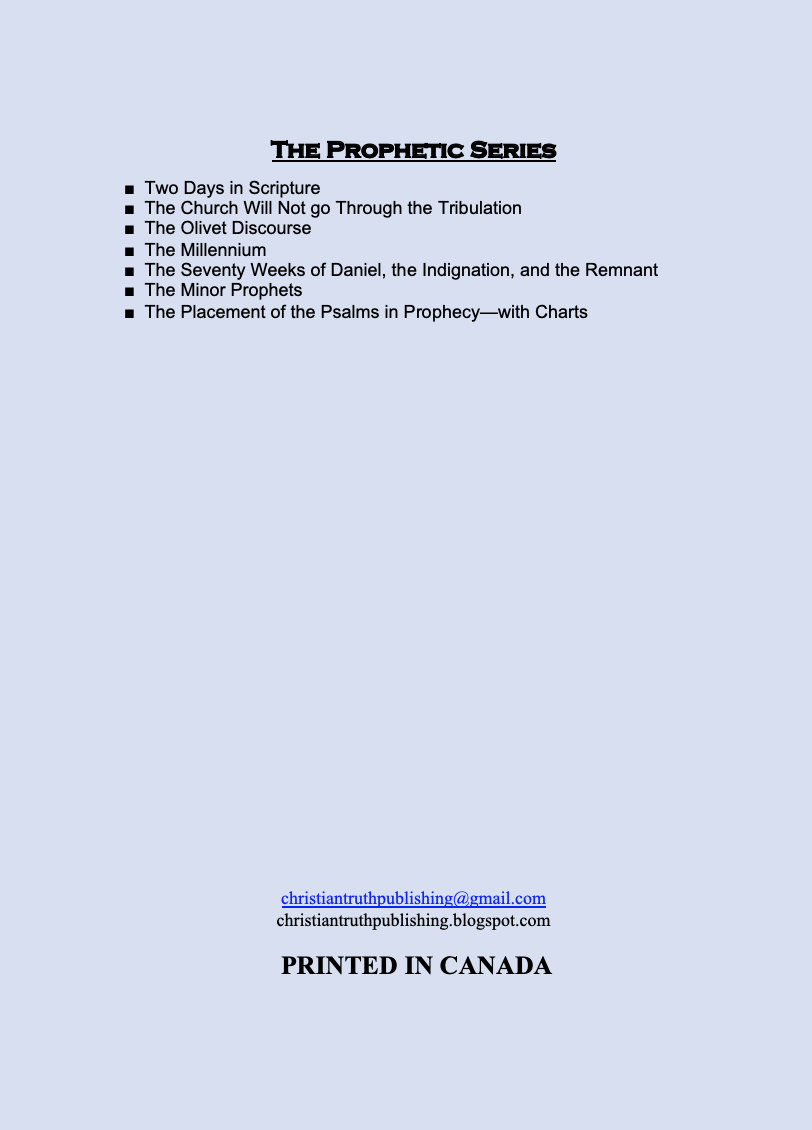 The Prophetic Series
■ Two Days in Scripture
■ The Church Will Not go Through the Tribulation
■ The Olivet Discourse
■ The Millennium
■ The Seventy Weeks of Daniel, the Indignation, and the Remnant
■ The Minor Prophets
■ The Placement of the Psalms in Prophecy—with Charts
christiantruthpublishing@gmail.com
christiantruthpublishing.blogspot.com
PRINTED IN CANADA